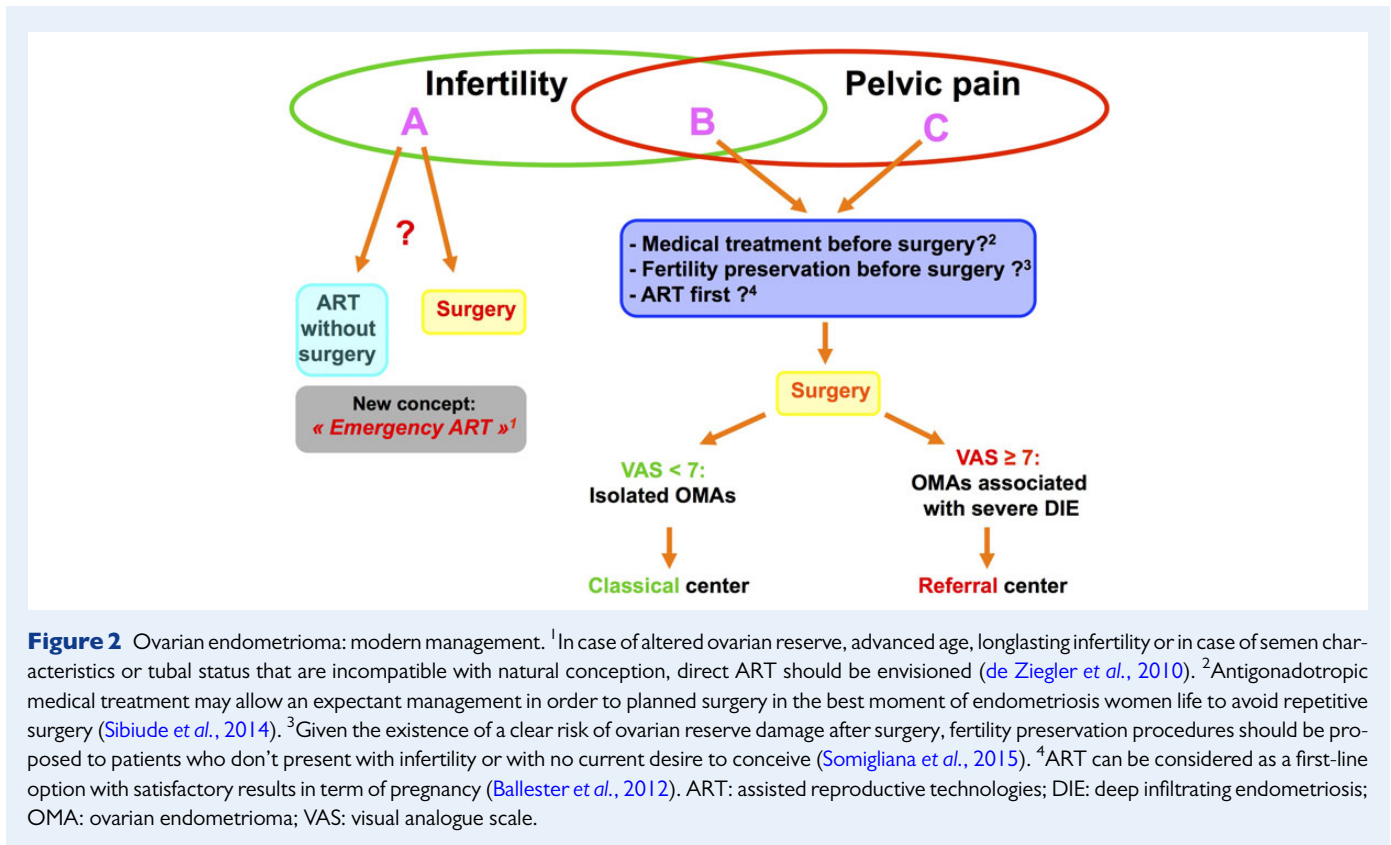 Infertility
Pelvic pain
A
B
C
?
- Medical treatment before surgery?²
- Fertility preservation before surgery ?³
- ART first ?⁴
ART
without
surgery
Surgery
New concept:
« Emergency ART »¹
Surgery
VAS < 7:
Isolated OMAs
VAS ≥ 7:
OMAs associated
with severe DIE
Classical center
Referral center
Figure 2 Ovarian endometrioma: modern management. ¹In case of altered ovarian reserve, advanced age, longlasting infertility or in case of semen char-
acteristics or tubal status that are incompatible with natural conception, direct ART should be envisioned (de Ziegler et al., 2010). ²Antigonadotropic
medical treatment may allow an expectant management in order to planned surgery in the best moment of endometriosis women life to avoid repetitive
surgery (Sibiude et al., 2014). ³Given the existence of a clear risk of ovarian reserve damage after surgery, fertility preservation procedures should be pro-
posed to patients who don't present with infertility or with no current desire to conceive (Somigliana et al., 2015). ⁴ART can be considered as a first-line
option with satisfactory results in term of pregnancy (Ballester et al., 2012). ART: assisted reproductive technologies; DIE: deep infiltrating endometriosis;
OMA: ovarian endometrioma; VAS: visual analogue scale.